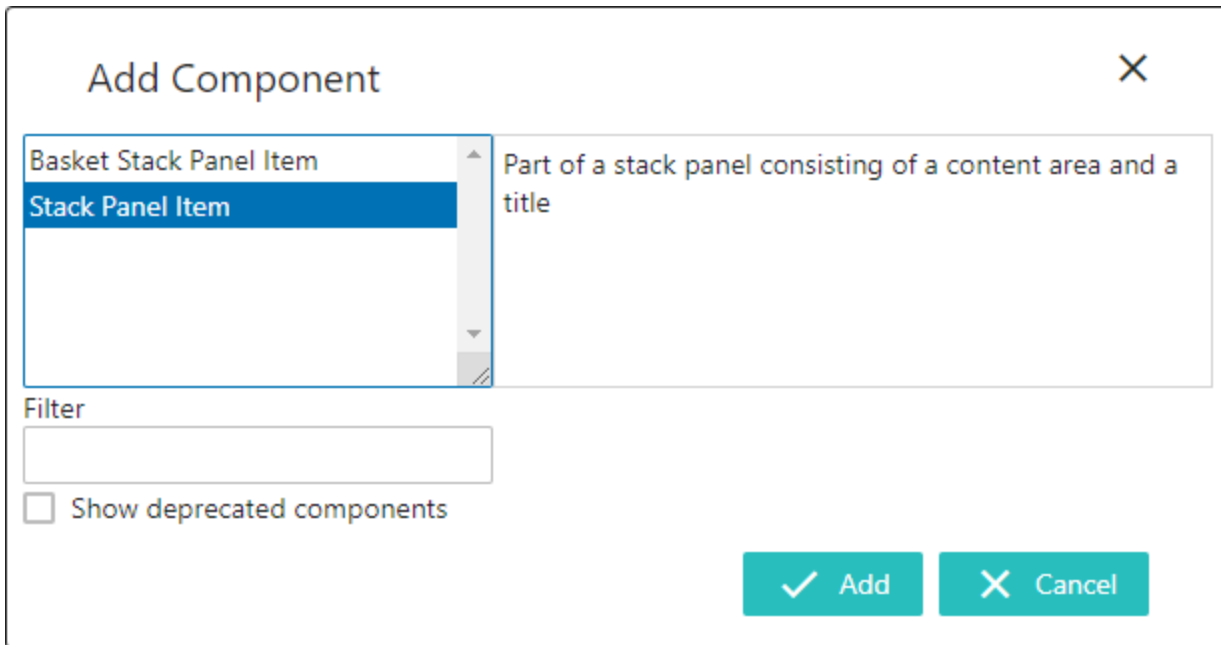 Add Component
Basket Stack Panel Item
Stack Panel Item
Part of a stack panel consisting of a content area and a
title
Filter
Show deprecated components
Add
Cancel